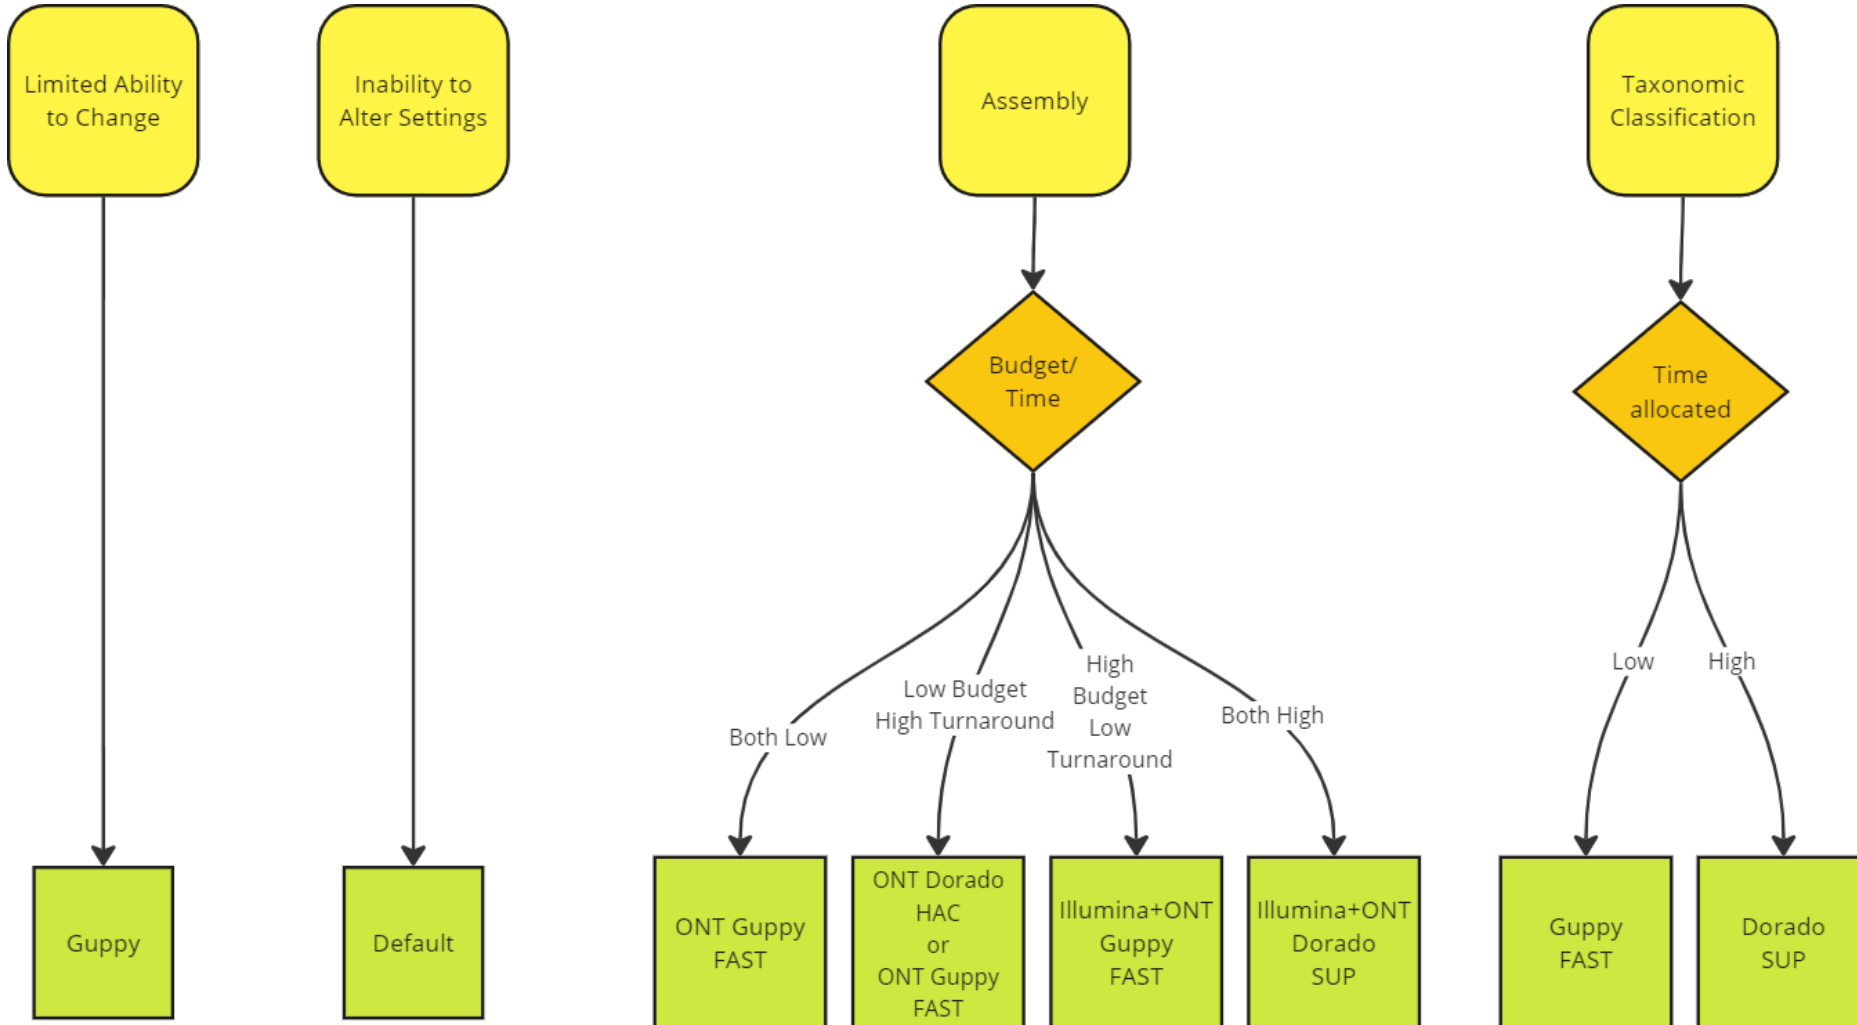 Limited Ability
to Change
Inability to
Alter Settings
Assembly
Taxonomic
Classification
Budget/
Time
Time
allocated
Both Low
Low Budget
High Turnaround
High
Budget
Low
Turnaround
Both High
Low
High
Guppy
Default
ONT Guppy
FAST
ONT Dorado
HAC
or
ONT Guppy
FAST
Illumina+ONT
Guppy
FAST
Illumina+ONT
Dorado
SUP
Guppy
FAST
Dorado
SUP